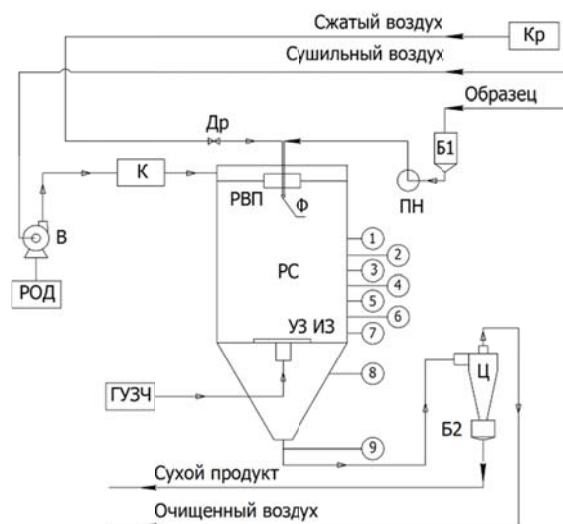 Сжатый воздух
Кр
Сушильный воздух
Образец
Др
Б1
К
РВП
Ф
ПН
В
1
2
РС
3
РОД
4
5
6
УЗ ИЗ
7
Ц
8
ГУЗЧ
Б2
9
Сухой продукт
Очищенный воздух